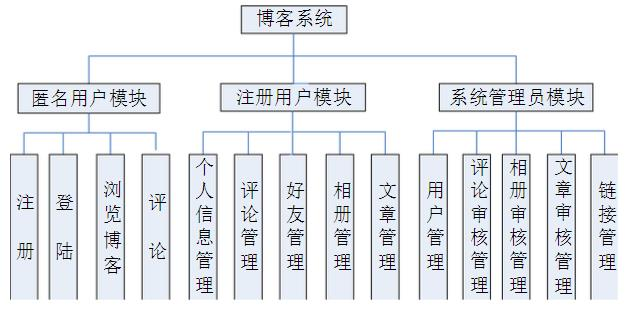 博客系统
匿名用户模块
注册用户模块
系统管理员模块
注册
登陆
浏览博客
评论
个人信息管理
评论管理
好友管理
相册管理
文章管理
用户管理
评论审核管理
相册审核管理
文章审核管理
链接管理